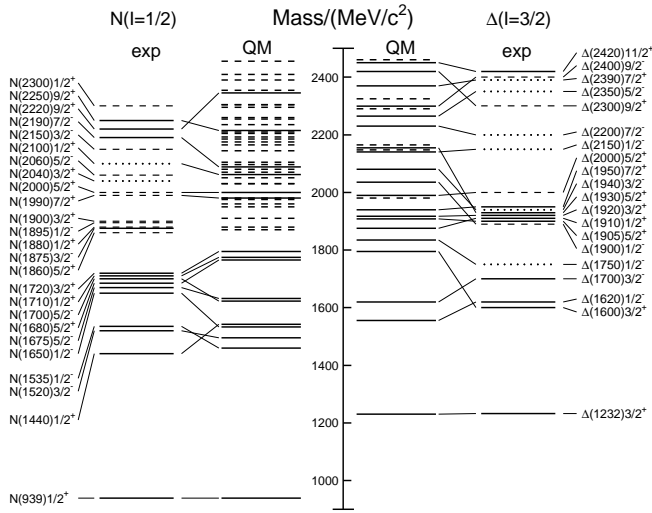 N(I=1/2) Mass/(MeV/c²) Δ(I=3/2)
exp QM QM exp
N(2300)1/2⁺
N(2250)9/2⁻
N(2220)9/2⁺
N(2190)7/2⁻
N(2150)3/2⁻
N(2100)1/2⁺
N(2060)5/2⁻
N(2040)3/2⁺
N(2000)5/2⁺
N(1990)7/2⁺
N(1900)3/2⁺
N(1895)1/2⁻
N(1880)1/2⁺
N(1875)3/2⁻
N(1860)5/2⁺
N(1720)3/2⁺
N(1710)1/2⁺
N(1700)5/2⁻
N(1680)5/2⁺
N(1675)5/2⁻
N(1650)1/2⁻
N(1535)1/2⁻
N(1520)3/2⁻
N(1440)1/2⁺
N(939)1/2⁺
2400
2200
2000
1800
1600
1400
1200
1000
Δ(2420)11/2⁺
Δ(2400)9/2⁻
Δ(2390)7/2⁺
Δ(2350)5/2⁻
Δ(2300)9/2⁺
Δ(2200)7/2⁻
Δ(2150)1/2⁻
Δ(2000)5/2⁺
Δ(1950)7/2⁺
Δ(1940)3/2⁻
Δ(1930)5/2⁻
Δ(1920)3/2⁺
Δ(1910)1/2⁺
Δ(1905)5/2⁺
Δ(1900)1/2⁻
Δ(1750)1/2⁻
Δ(1700)3/2⁻
Δ(1620)1/2⁻
Δ(1600)3/2⁺
Δ(1232)3/2⁺